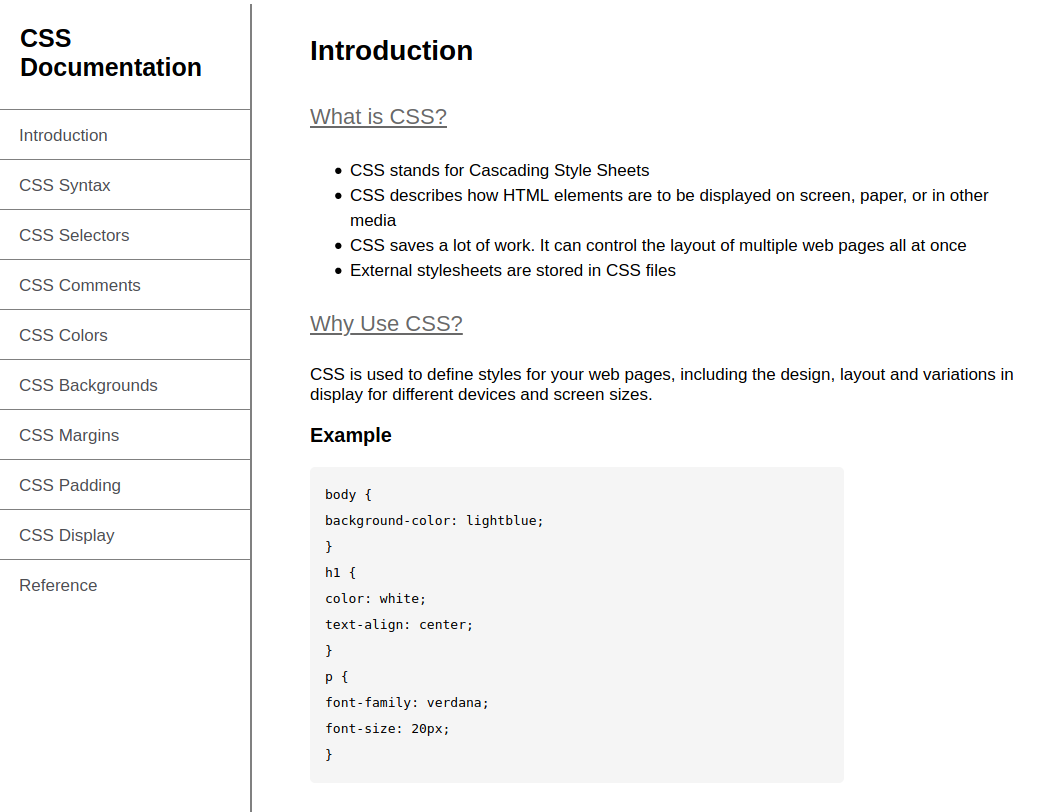 CSS
Documentation
Introduction
CSS Syntax
CSS Selectors
CSS Comments
CSS Colors
CSS Backgrounds
CSS Margins
CSS Padding
CSS Display
Reference
Introduction
What is CSS?
CSS stands for Cascading Style Sheets
CSS describes how HTML elements are to be displayed on screen, paper, or in other
media
CSS saves a lot of work. It can control the layout of multiple web pages all at once
External stylesheets are stored in CSS files
Why Use CSS?
CSS is used to define styles for your web pages, including the design, layout and variations in
display for different devices and screen sizes.
Example
body {
background-color: lightblue;
}
h1 {
color: white;
text-align: center;
}
p {
font-family: verdana;
font-size: 20px;
}